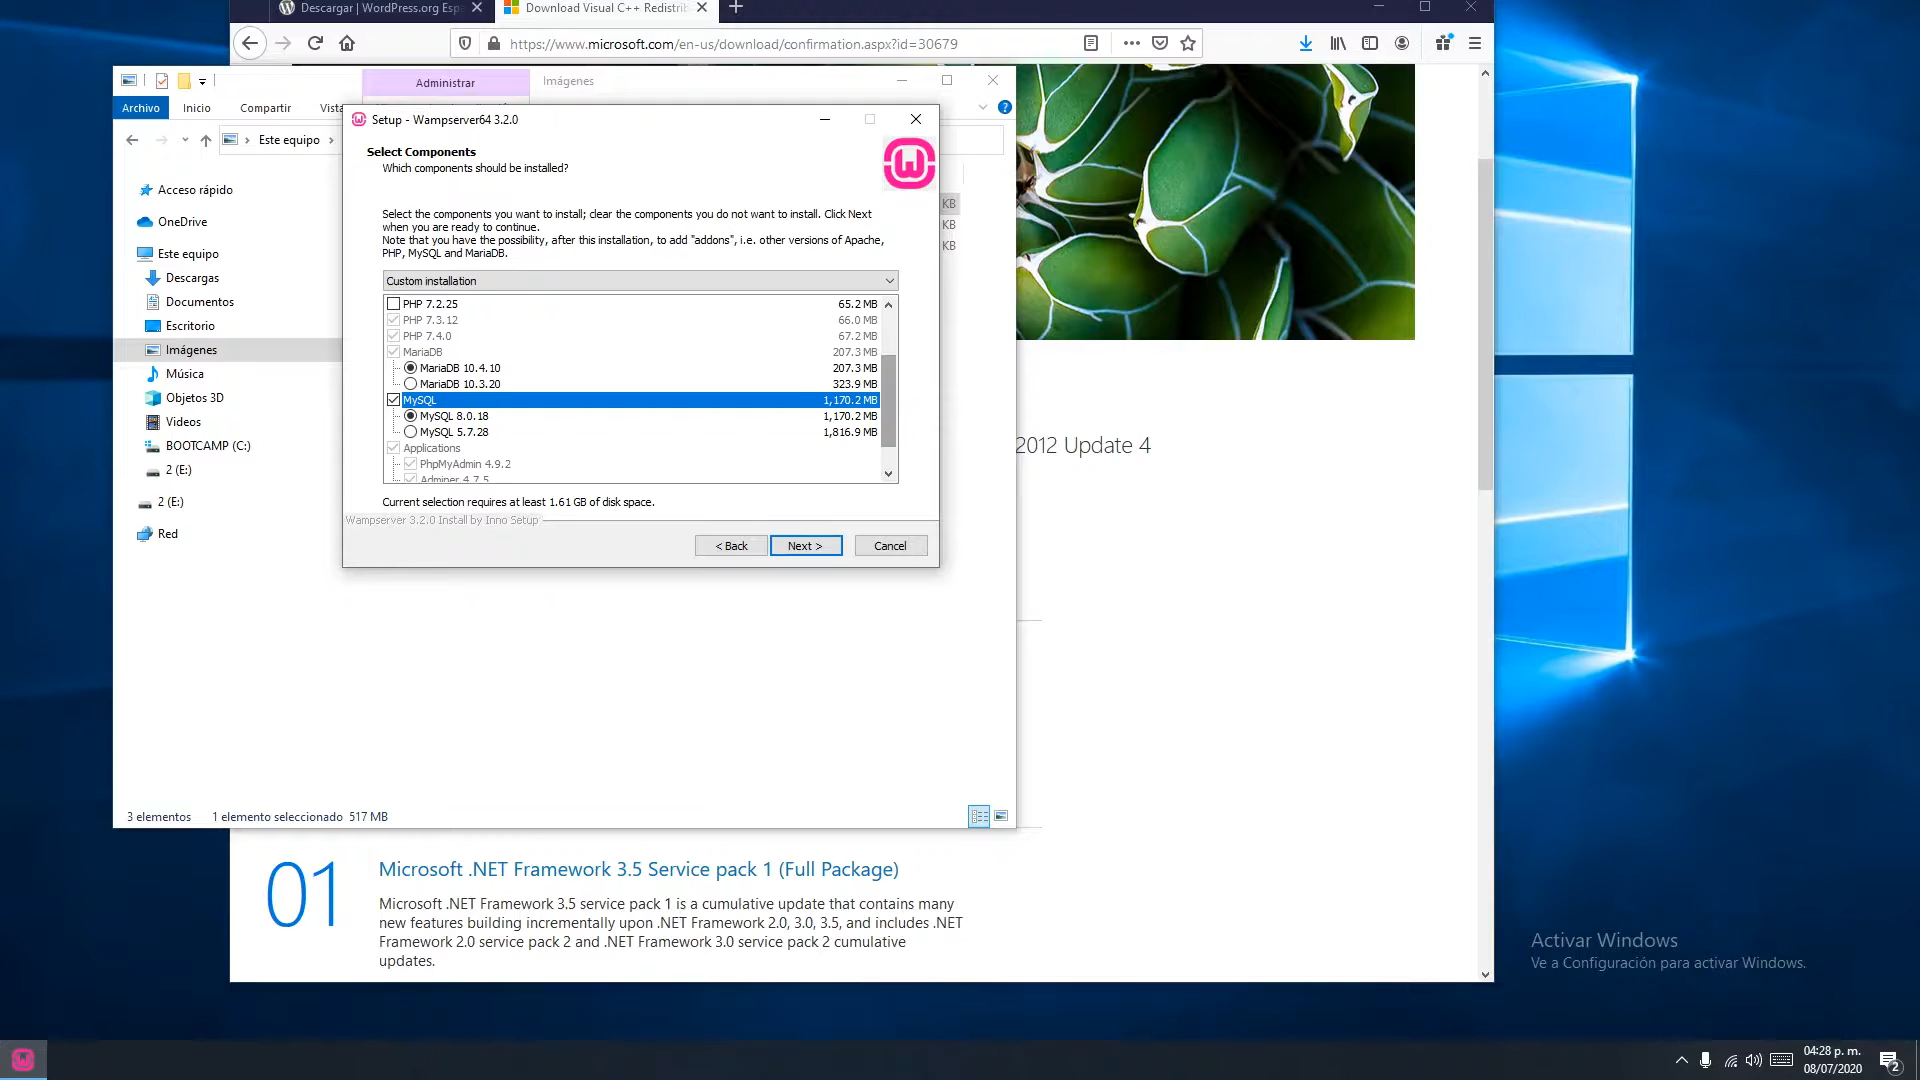 Descargar | WordPress.org Esp
Download Visual C++ Redistrib
https://www.microsoft.com/en-us/download/confirmation.aspx?id=30679
Administrar
Imágenes
Archivo
Inicio
Compartir
Vista
Este equipo
Acceso rápido
OneDrive
Este equipo
Descargas
Documentos
Escritorio
Imágenes
Música
Objetos 3D
Videos
BOOTCAMP (C:)
2 (E:)
2 (E:)
Red
KB
KB
KB
3 elementos
1 elemento seleccionado 517 MB
Setup - Wampserver64 3.2.0
Select Components
Which components should be installed?
Select the components you want to install; clear the components you do not want to install. Click Next
when you are ready to continue.
Note that you have the possibility, after this installation, to add "addons", i.e. other versions of Apache,
PHP, MySQL and MariaDB.
Custom installation
PHP 7.2.25 65.2 MB
PHP 7.3.12 66.0 MB
PHP 7.4.0 67.2 MB
MariaDB 207.3 MB
MariaDB 10.4.10 207.3 MB
MariaDB 10.3.20 323.9 MB
MySQL 1,170.2 MB
MySQL 8.0.18 1,170.2 MB
MySQL 5.7.28 1,816.9 MB
Applications
PhpMyAdmin 4.9.2
Adminer 4.7.5
Current selection requires at least 1.61 GB of disk space.
Wampserver 3.2.0 Install by Inno Setup
< Back
Next >
Cancel
2012 Update 4
01
Microsoft .NET Framework 3.5 Service pack 1 (Full Package)
Microsoft .NET Framework 3.5 service pack 1 is a cumulative update that contains many
new features building incrementally upon .NET Framework 2.0, 3.0, 3.5, and includes .NET
Framework 2.0 service pack 2 and .NET Framework 3.0 service pack 2 cumulative
updates.
Activar Windows
Ve a Configuración para activar Windows.
04:28 p. m.
08/07/2020
2